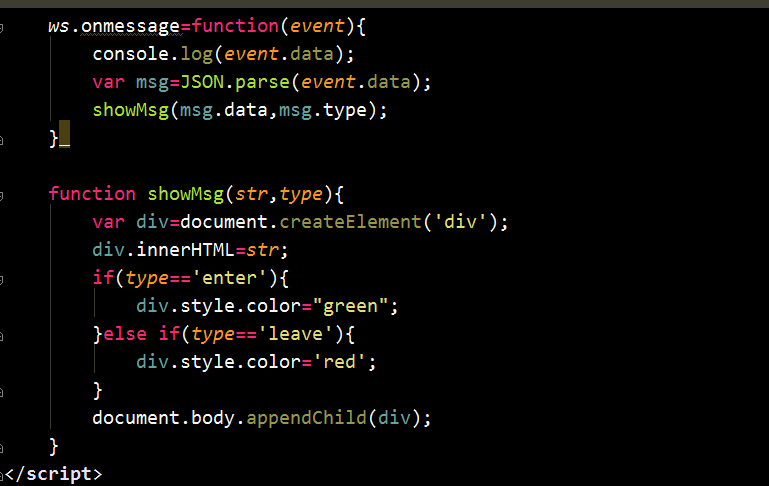 ws.onmessage=function(event){
    console.log(event.data);
    var msg=JSON.parse(event.data);
    showMsg(msg.data,msg.type);
}

function showMsg(str,type){
    var div=document.createElement('div');
    div.innerHTML=str;
    if(type=='enter'){
        div.style.color="green";
    }else if(type=='leave'){
        div.style.color='red';
    }
    document.body.appendChild(div);
}
</script>